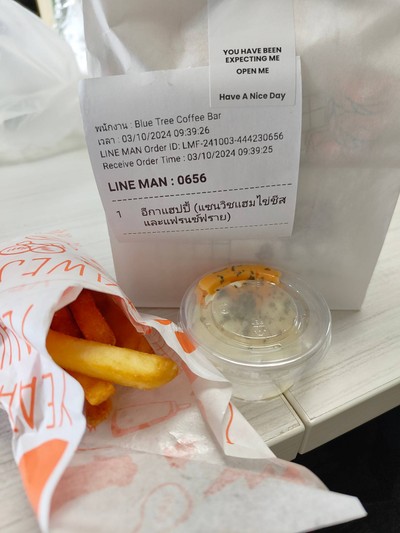 YOU HAVE BEEN
EXPECTING ME
OPEN ME
Have A Nice Day
พนักงาน : Blue Tree Coffee Bar
เวลา : 03/10/2024 09:39:26
LINE MAN Order ID: LMF-241003-444230656
Receive Order Time : 03/10/2024 09:39:25
LINE MAN : 0656
1 อีกาแฮปปี้ (แซนวิชแฮมไข่ชีส
และแฟรนช์ฟราย)
YEAH